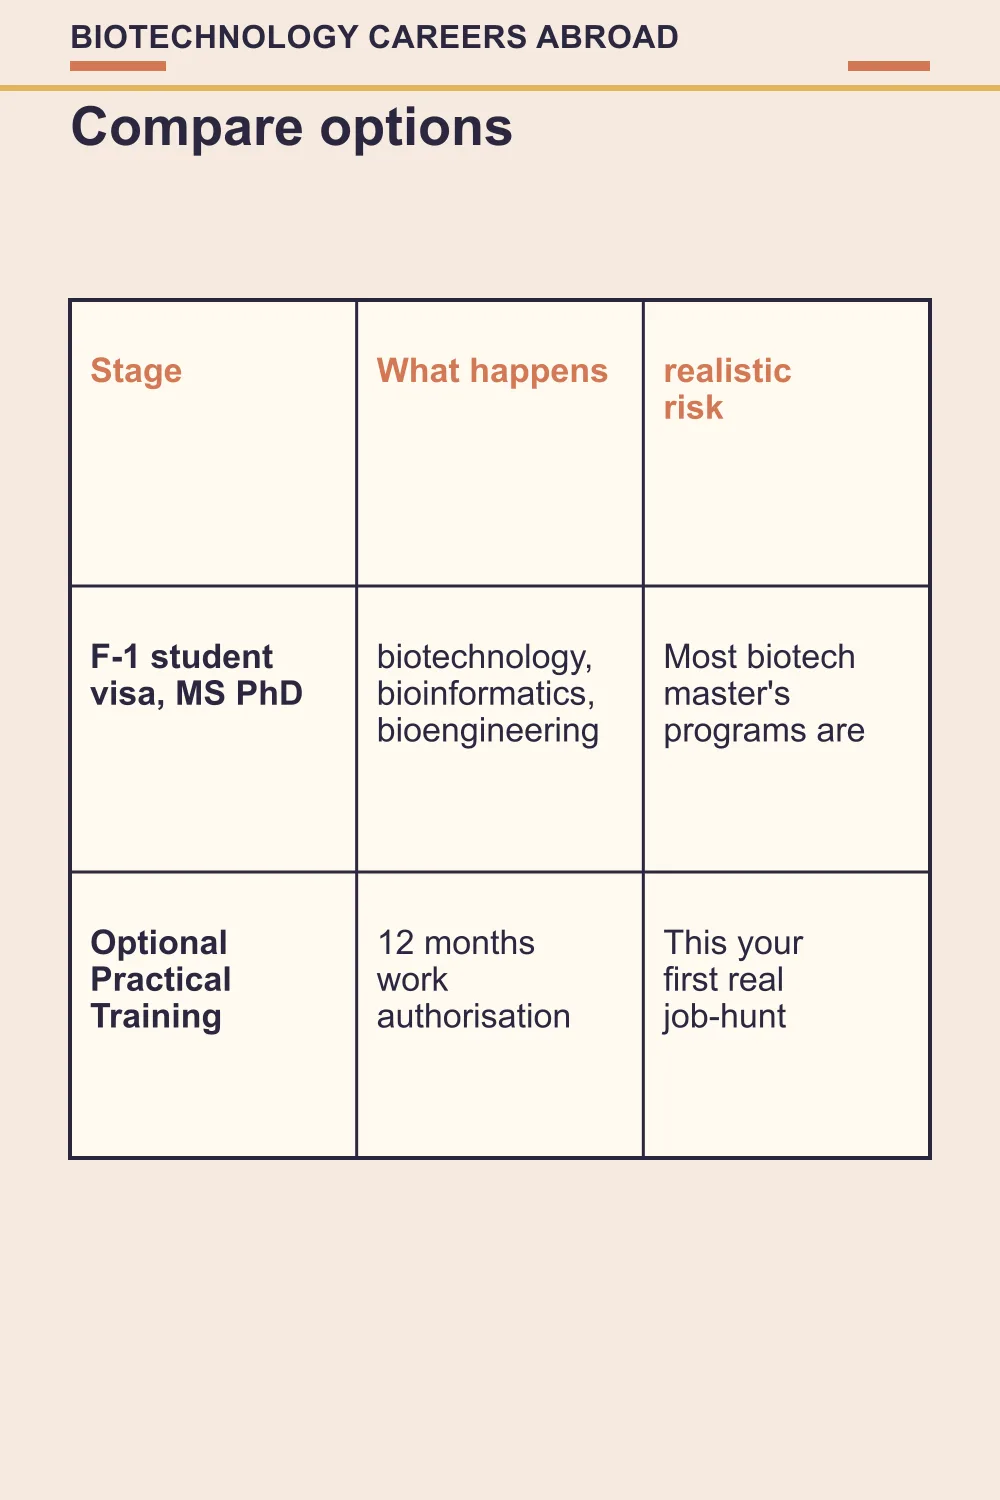 BIOTECHNOLOGY CAREERS ABROAD
Compare options
Stage
What happens
realistic
risk
F-1 student
visa, MS PhD
biotechnology,
bioinformatics,
bioengineering
Most biotech
master's
programs are
Optional
Practical
Training
12 months
work
authorisation
This your
first real
job-hunt